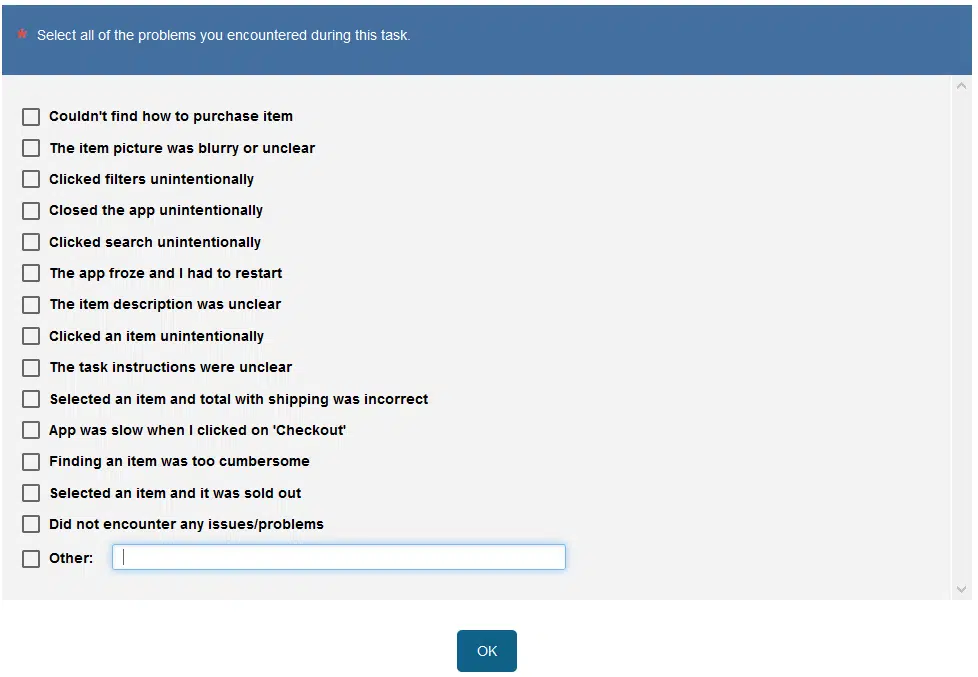 * Select all of the problems you encountered during this task.
Couldn't find how to purchase item
The item picture was blurry or unclear
Clicked filters unintentionally
Closed the app unintentionally
Clicked search unintentionally
The app froze and I had to restart
The item description was unclear
Clicked an item unintentionally
The task instructions were unclear
Selected an item and total with shipping was incorrect
App was slow when I clicked on 'Checkout'
Finding an item was too cumbersome
Selected an item and it was sold out
Did not encounter any issues/problems
Other:
OK